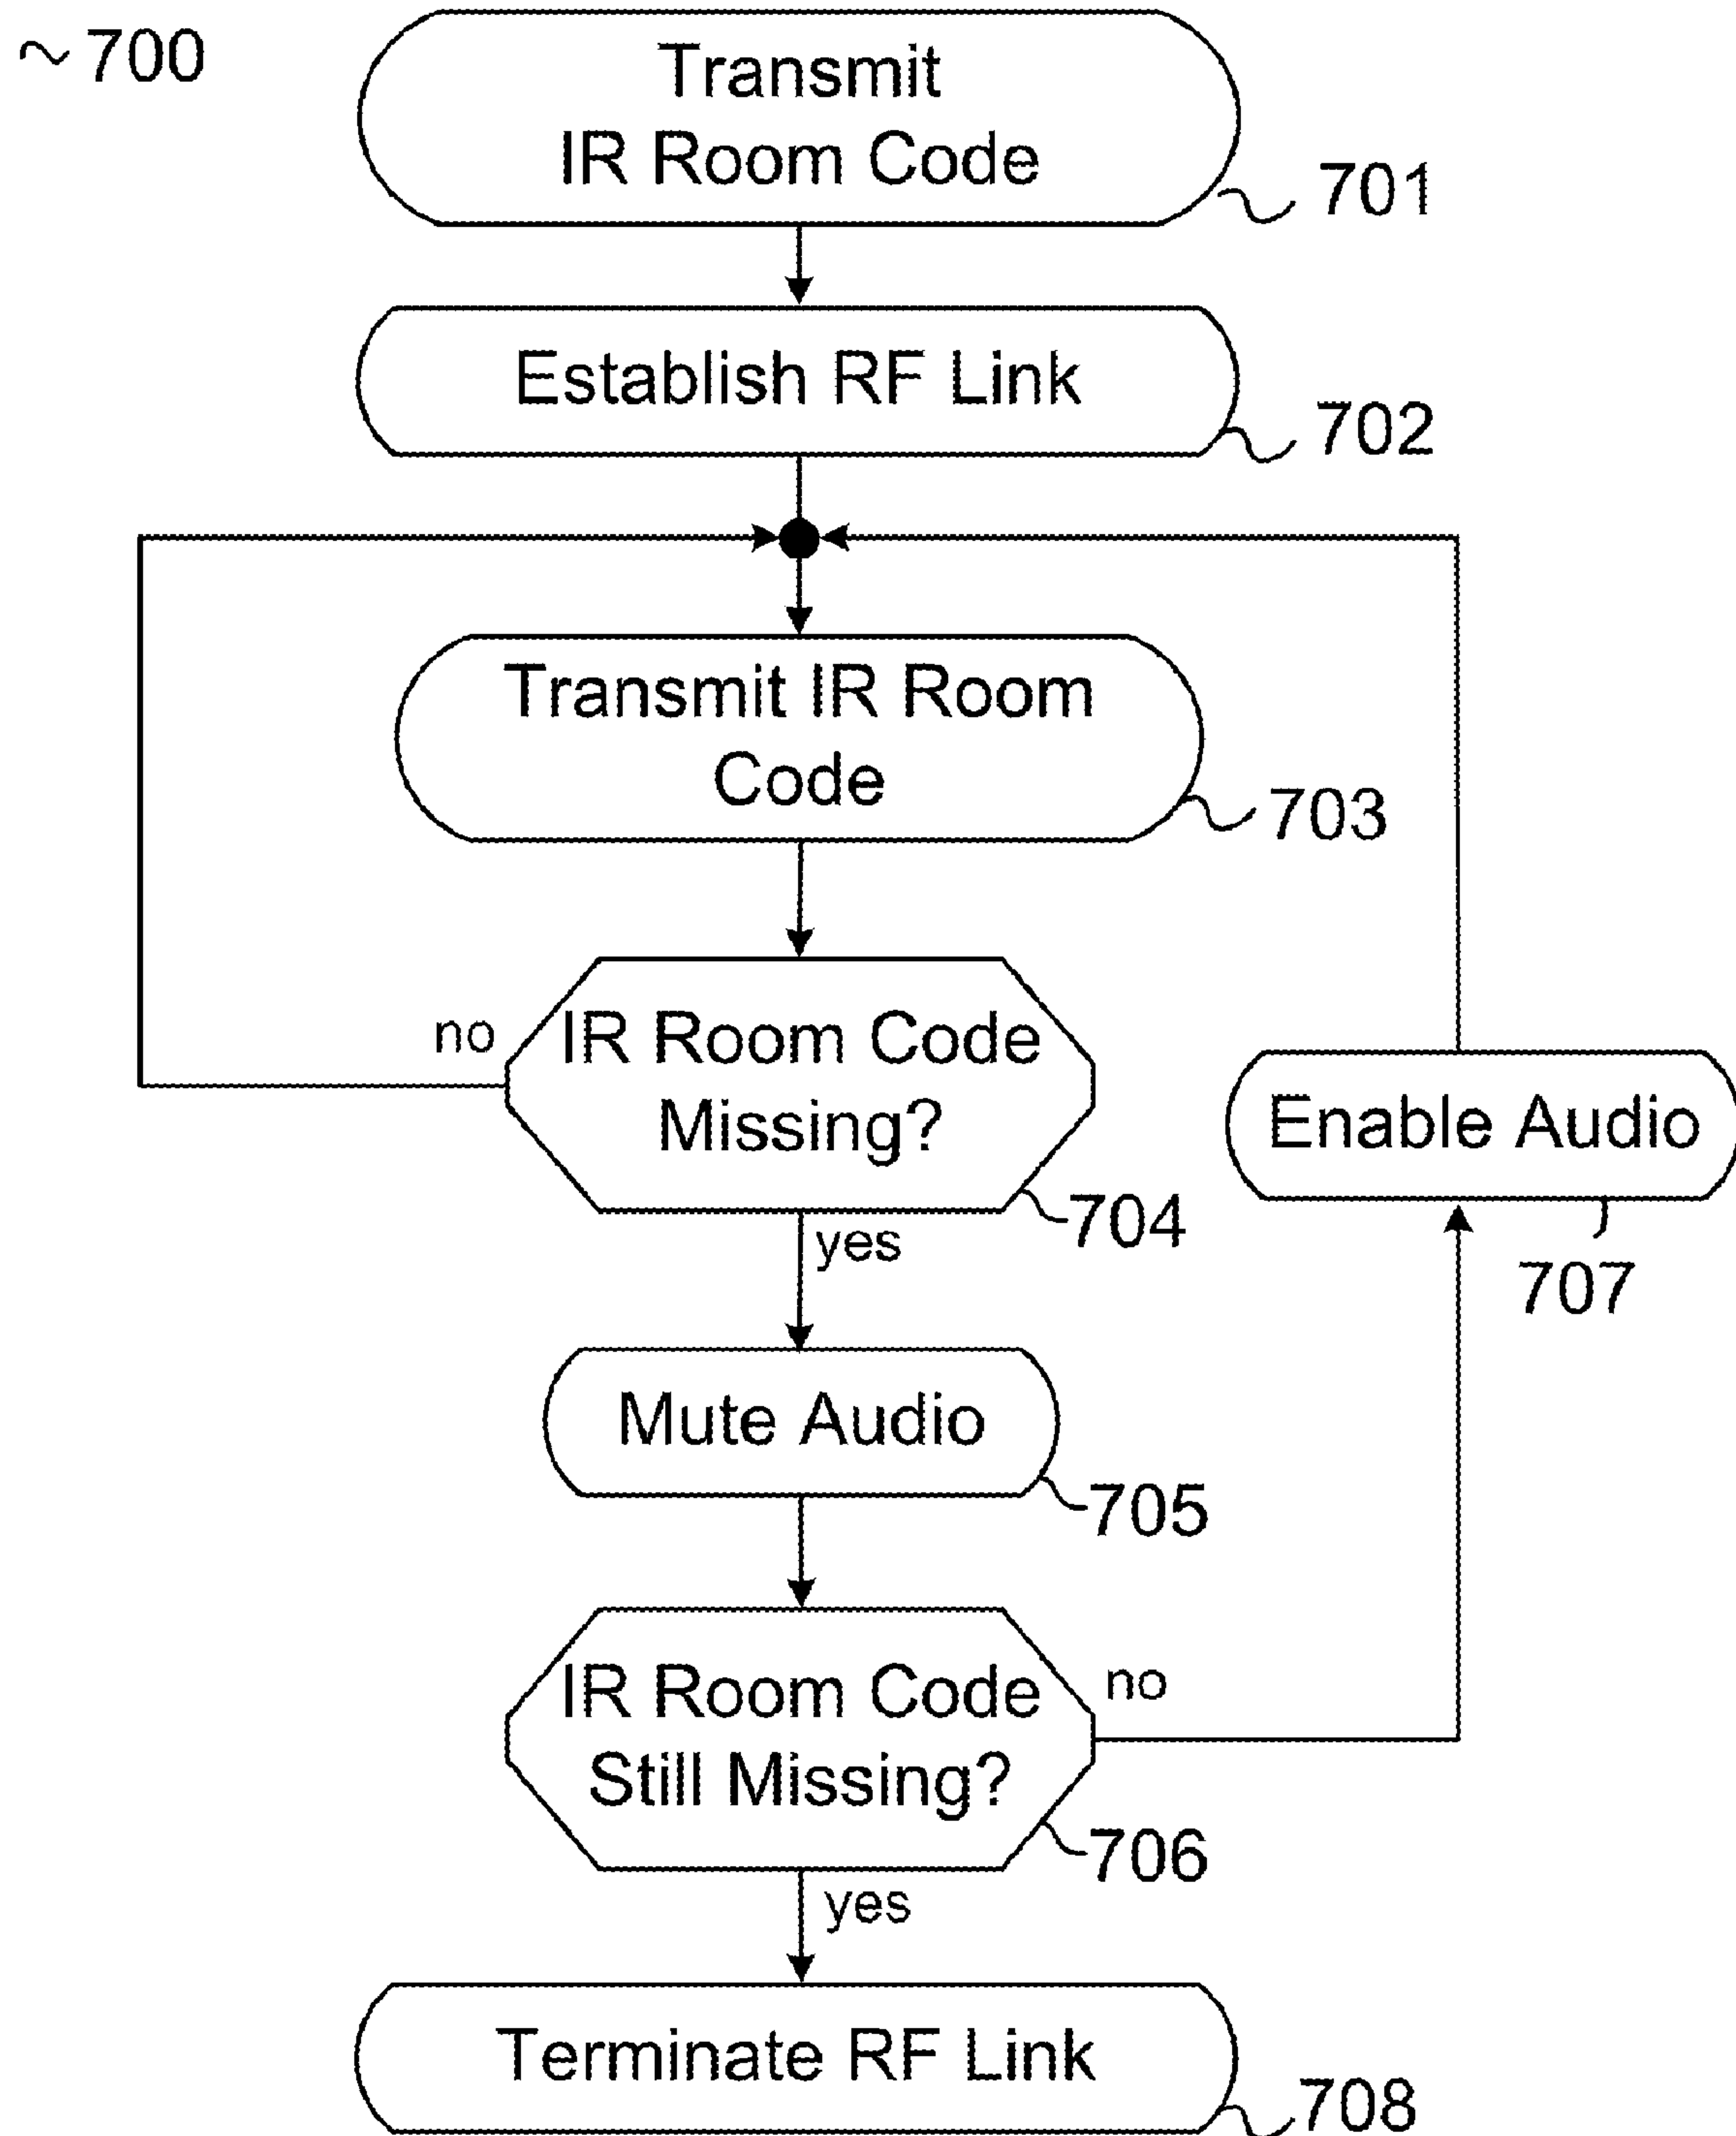 ~ 700
Transmit
IR Room Code
701
Establish RF Link
702
Transmit IR Room
Code
703
no
IR Room Code
Missing?
704
yes
Enable Audio
707
Mute Audio
705
IR Room Code
Still Missing?
no
706
yes
Terminate RF Link
708